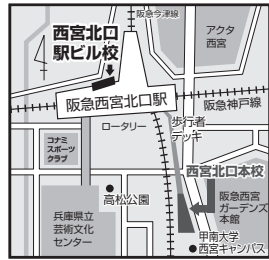 阪急今津線
アクタ
西宮
西宮北口
駅ビル校
阪急西宮北口駅
阪急神戸線
ロータリー
歩行者
デッキ
コナミ
スポーツ
クラブ
西宮北口本校
高松公園
阪急西宮
ガーデンズ
本館
兵庫県立
芸術文化
センター
甲南大学
西宮キャンパス